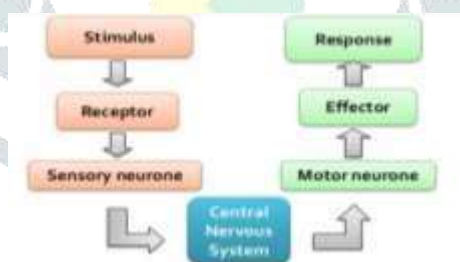 Stimulus
Receptor
Sensory neurone
Central
Nervous
System
Motor neurone
Effector
Response